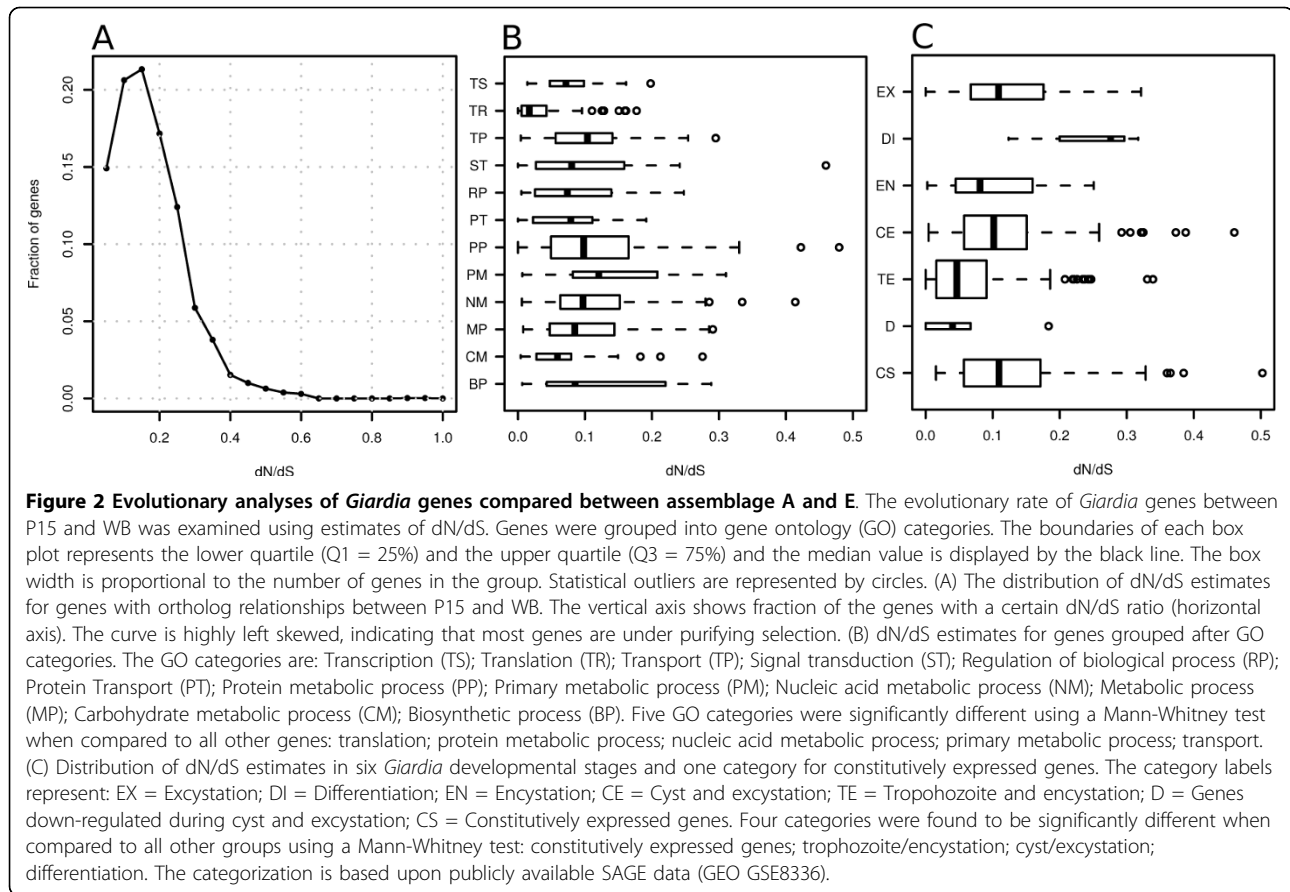 A
0.20
0.15
0.10
0.05
0.00
Fraction of genes
0.2 0.4 0.6 0.8 1.0
dN/dS
B
TS
TR
TP
ST
RP
PT
PP
PM
NM
MP
CM
BP
0.0 0.1 0.2 0.3 0.4 0.5
dN/dS
C
EX
DI
EN
CE
TE
D
CS
0.0 0.1 0.2 0.3 0.4 0.5
dN/dS
Figure 2 Evolutionary analyses of Giardia genes compared between assemblage A and E. The evolutionary rate of Giardia genes between
P15 and WB was examined using estimates of dN/dS. Genes were grouped into gene ontology (GO) categories. The boundaries of each box
plot represents the lower quartile (Q1 = 25%) and the upper quartile (Q3 = 75%) and the median value is displayed by the black line. The box
width is proportional to the number of genes in the group. Statistical outliers are represented by circles. (A) The distribution of dN/dS estimates
for genes with ortholog relationships between P15 and WB. The vertical axis shows fraction of the genes with a certain dN/dS ratio (horizontal
axis). The curve is highly left skewed, indicating that most genes are under purifying selection. (B) dN/dS estimates for genes grouped after GO
categories. The GO categories are: Transcription (TS); Translation (TR); Transport (TP); Signal transduction (ST); Regulation of biological process (RP);
Protein Transport (PT); Protein metabolic process (PP); Primary metabolic process (PM); Nucleic acid metabolic process (NM); Metabolic process
(MP); Carbohydrate metabolic process (CM); Biosynthetic process (BP). Five GO categories were significantly different using a Mann-Whitney test
when compared to all other genes: translation; protein metabolic process; nucleic acid metabolic process; primary metabolic process; transport.
(C) Distribution of dN/dS estimates in six Giardia developmental stages and one category for constitutively expressed genes. The category labels
represent: EX = Excystation; DI = Differentiation; EN = Encystation; CE = Cyst and excystation; TE = Tropohozoite and encystation; D = Genes
down-regulated during cyst and excystation; CS = Constitutively expressed genes. Four categories were found to be significantly different when
compared to all other groups using a Mann-Whitney test: constitutively expressed genes; trophozoite/encystation; cyst/excystation;
differentiation. The categorization is based upon publicly available SAGE data (GEO GSE8336).